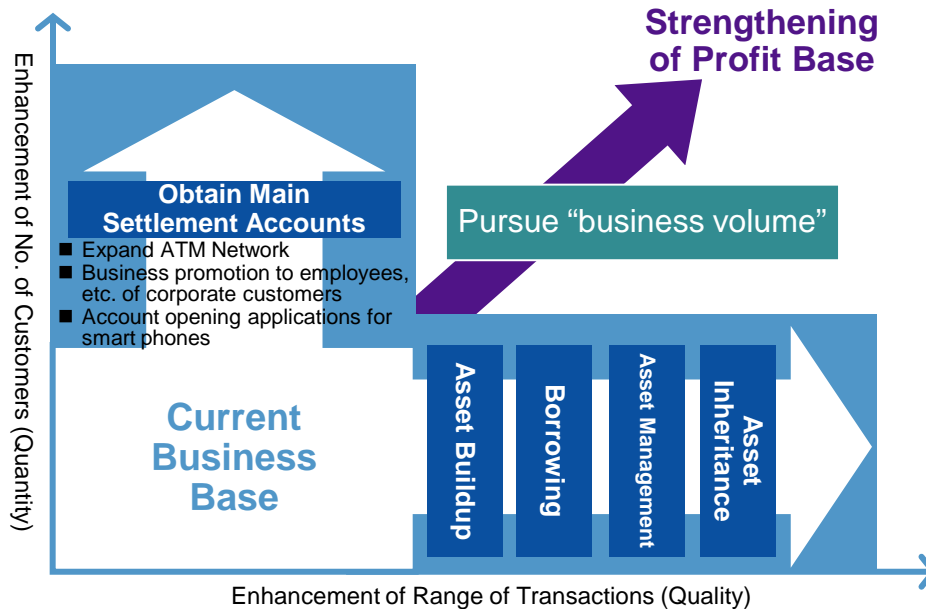 Strengthening
of Profit Base
Enhancement of No. of Customers (Quantity)
Obtain Main
Settlement Accounts
Pursue “business volume”
■ Expand ATM Network
■ Business promotion to employees,
etc. of corporate customers
■ Account opening applications for
smart phones
Current
Business
Base
Asset Buildup
Borrowing
Asset Management
Asset
Inheritance
Enhancement of Range of Transactions (Quality)